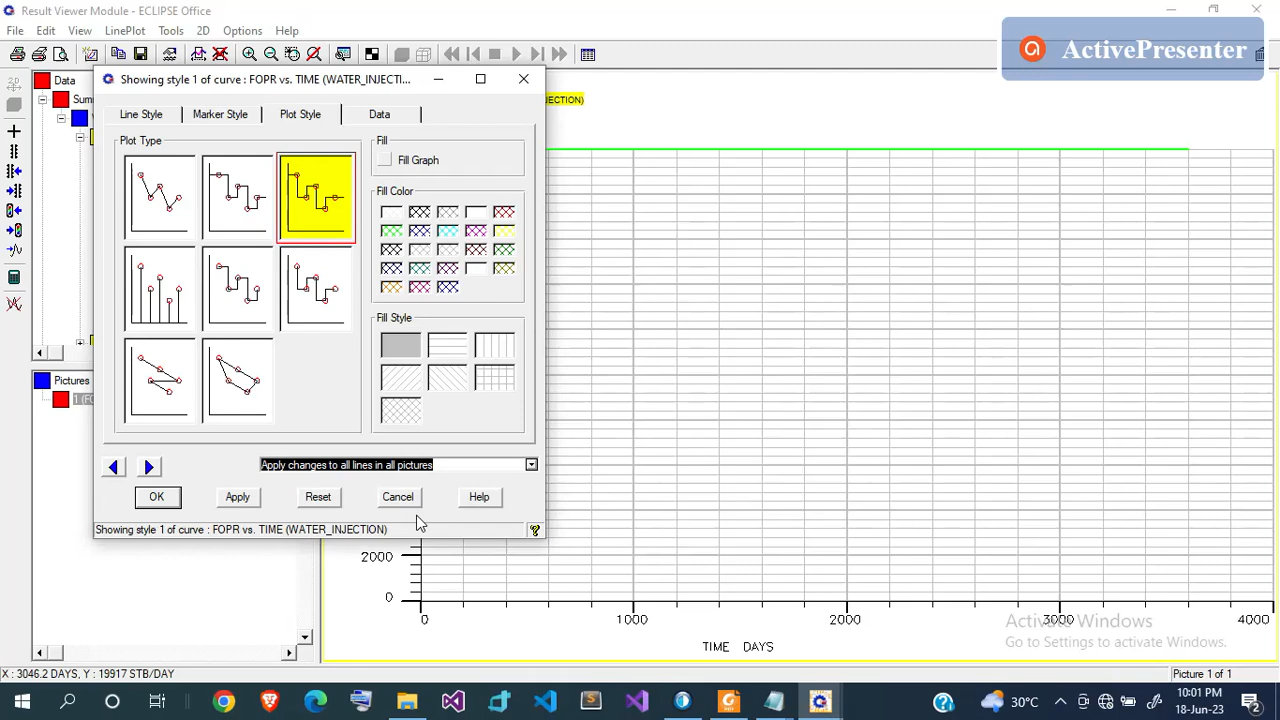 Result Viewer Module - ECLIPSE Office
File Edit View LinePlot Tools 2D Options Help
ActivePresenter
Showing style 1 of curve : FOPR vs. TIME (WATER_INJECTI...
Data
ECTION)
Line Style Marker Style Plot Style Data
Plot Type
Fill
Fill Graph
Fill Color
Fill Style
Pictures
1 (FO
Apply changes to all lines in all pictures
OK Apply Reset Cancel Help
Showing style 1 of curve : FOPR vs. TIME (WATER_INJECTION)
2000
0
0 1000 2000 3000 4000
TIME DAYS
Activate Windows
Go to Settings to activate Windows.
X : 3046.2 DAYS, Y : 19917 STB/DAY
Picture 1 of 1
30°C
10:01 PM
18-Jun-23
2